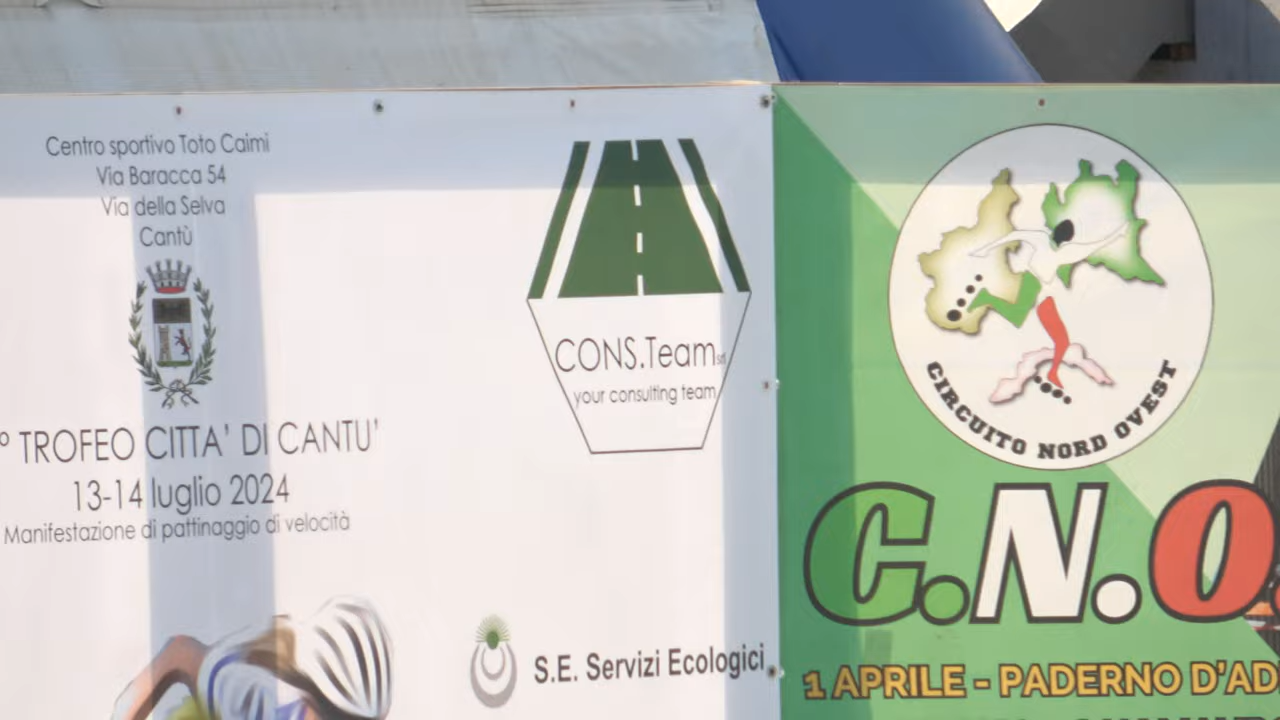 Centro sportivo Toto Caimi
Via Baracca 54
Via della Selva
Cantù
° TROFEO CITTA' DI CANTU'
13-14 luglio 2024
Manifestazione di pattinaggio di velocità
CONS.Team srl
your consulting team
S.E. Servizi Ecologici
CIRCUITO NORD OVEST
C.N.O.
1 APRILE - PADERNO D'AD